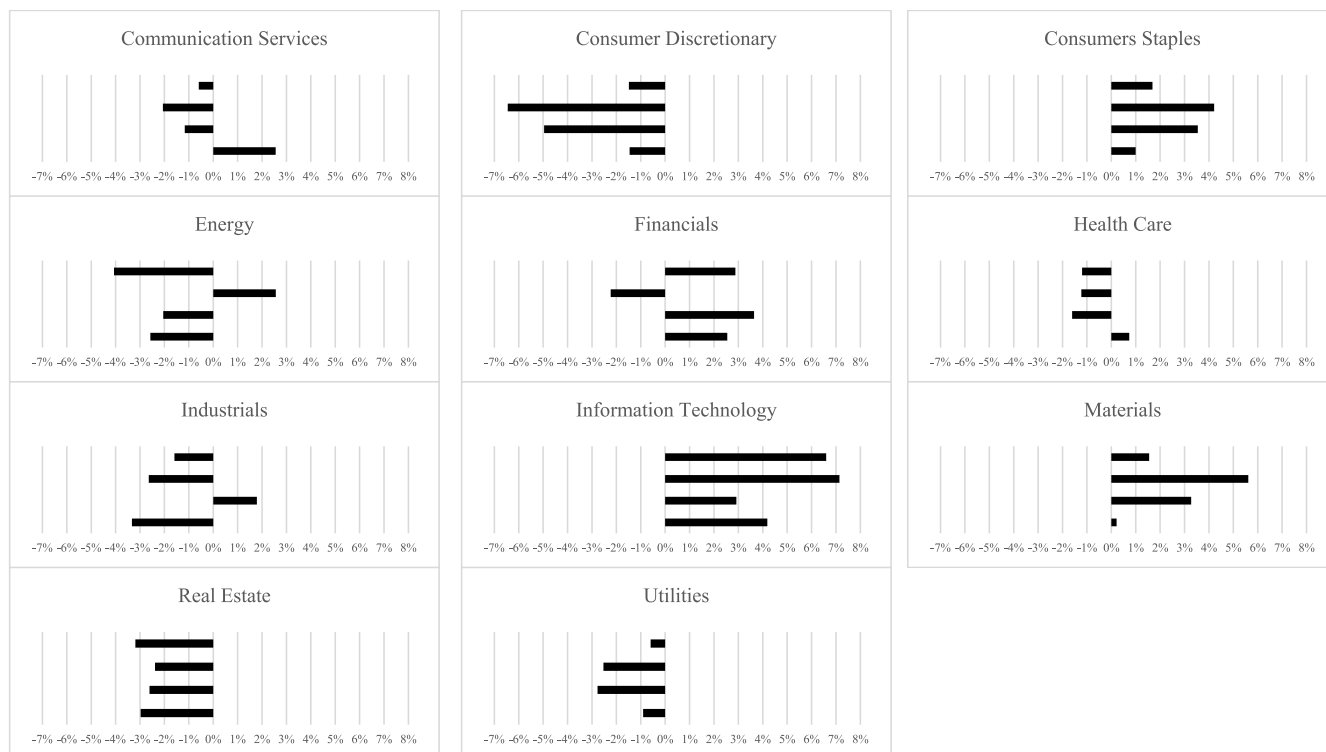 Communication Services
-7% -6% -5% -4% -3% -2% -1% 0% 1% 2% 3% 4% 5% 6% 7% 8%
Consumer Discretionary
-7% -6% -5% -4% -3% -2% -1% 0% 1% 2% 3% 4% 5% 6% 7% 8%
Consumers Staples
-7% -6% -5% -4% -3% -2% -1% 0% 1% 2% 3% 4% 5% 6% 7% 8%
Energy
-7% -6% -5% -4% -3% -2% -1% 0% 1% 2% 3% 4% 5% 6% 7% 8%
Financials
-7% -6% -5% -4% -3% -2% -1% 0% 1% 2% 3% 4% 5% 6% 7% 8%
Health Care
-7% -6% -5% -4% -3% -2% -1% 0% 1% 2% 3% 4% 5% 6% 7% 8%
Industrials
-7% -6% -5% -4% -3% -2% -1% 0% 1% 2% 3% 4% 5% 6% 7% 8%
Information Technology
-7% -6% -5% -4% -3% -2% -1% 0% 1% 2% 3% 4% 5% 6% 7% 8%
Materials
-7% -6% -5% -4% -3% -2% -1% 0% 1% 2% 3% 4% 5% 6% 7% 8%
Real Estate
-7% -6% -5% -4% -3% -2% -1% 0% 1% 2% 3% 4% 5% 6% 7% 8%
Utilities
-7% -6% -5% -4% -3% -2% -1% 0% 1% 2% 3% 4% 5% 6% 7% 8%